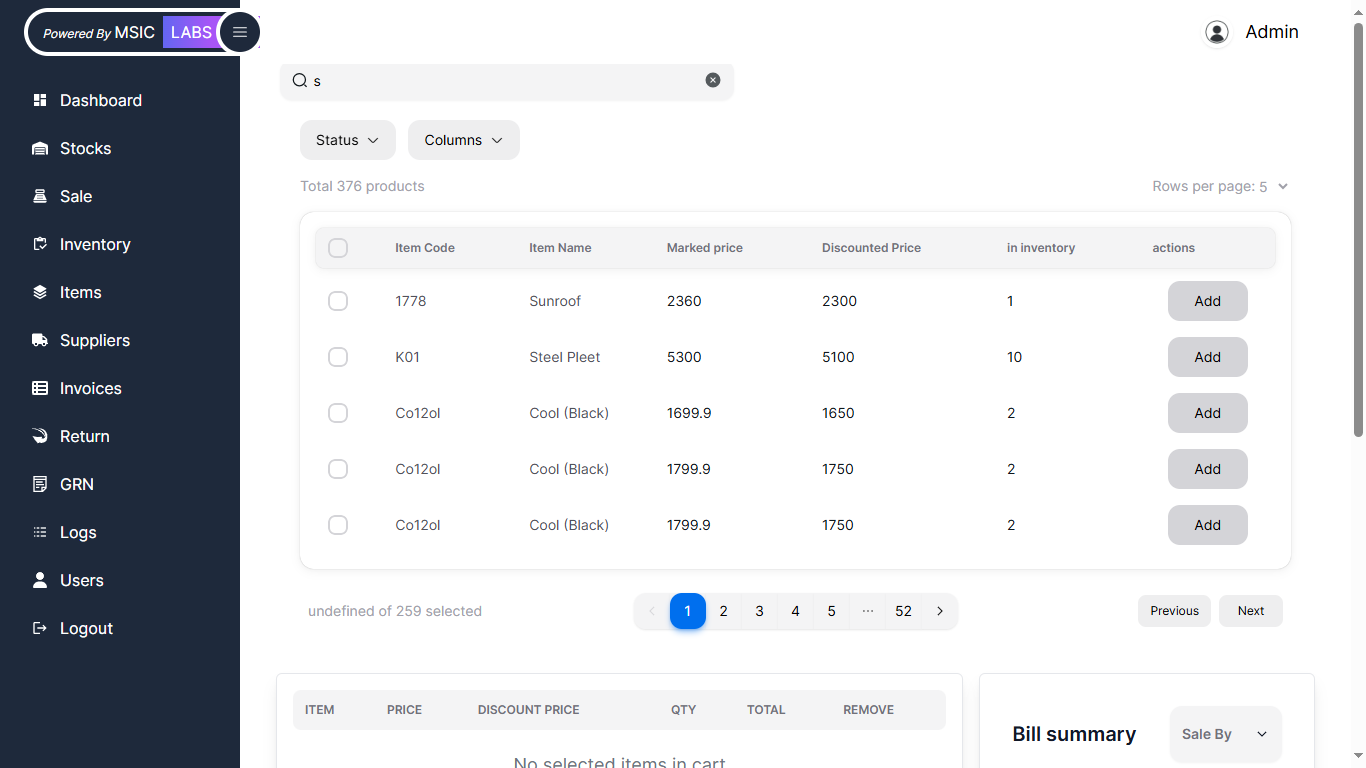 Powered By MSIC LABS
Admin
s
Dashboard
Stocks
Sale
Inventory
Items
Suppliers
Invoices
Return
GRN
Logs
Users
Logout
Status Columns
Total 376 products Rows per page: 5
Item Code Item Name Marked price Discounted Price in inventory actions
1778 Sunroof 2360 2300 1 Add
K01 Steel Pleet 5300 5100 10 Add
Co12ol Cool (Black) 1699.9 1650 2 Add
Co12ol Cool (Black) 1799.9 1750 2 Add
Co12ol Cool (Black) 1799.9 1750 2 Add
undefined of 259 selected 1 2 3 4 5 ... 52 Previous Next
ITEM PRICE DISCOUNT PRICE QTY TOTAL REMOVE
No selected items in cart
Bill summary Sale By